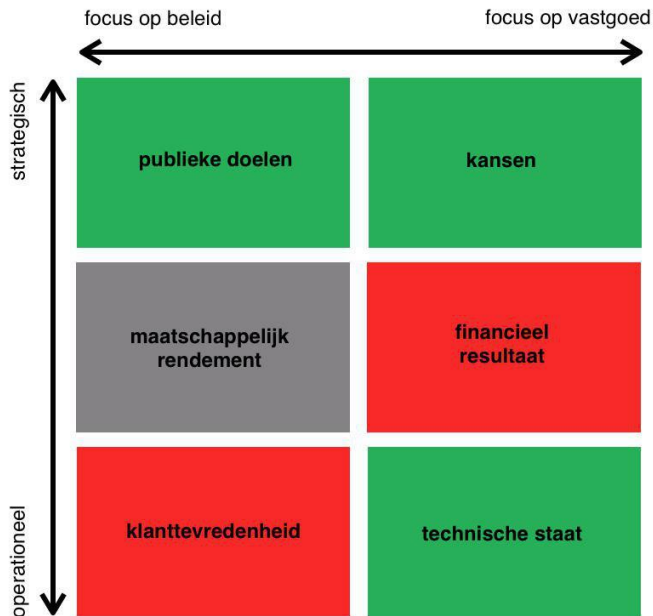 focus op beleid
focus op vastgoed
strategisch
publieke doelen
kansen
maatschappelijk
rendement
financieel
resultaat
operationeel
klanttevredenheid
technische staat